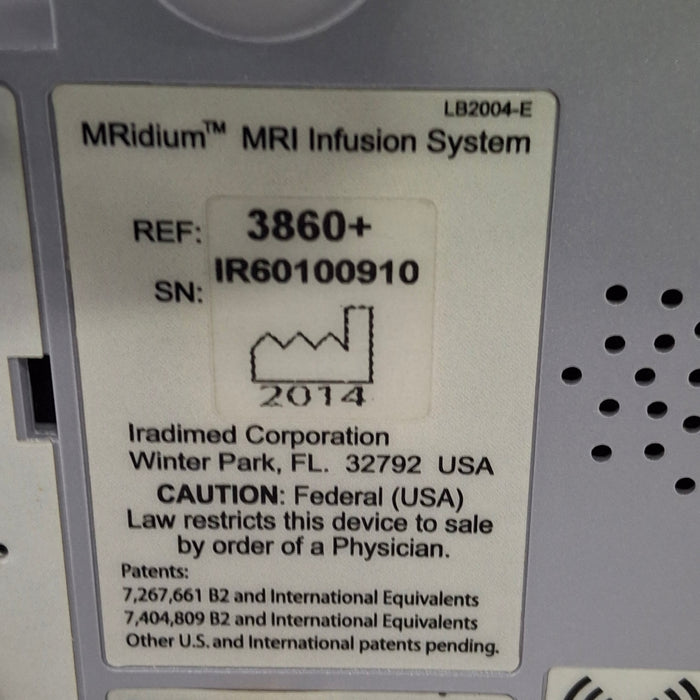 LB2004-E
MRidium™ MRI Infusion System
REF: 3860+
SN: IR60100910
2014
Iradimed Corporation
Winter Park, FL. 32792 USA
CAUTION: Federal (USA)
Law restricts this device to sale
by order of a Physician.
Patents:
7,267,661 B2 and International Equivalents
7,404,809 B2 and International Equivalents
Other U.S. and International patents pending.